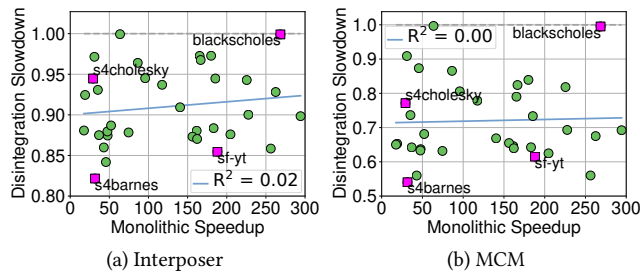 Disintegration Slowdown
1.00
0.95
0.90
0.85
0.80
blackscholes
s4cholesky
sf-yt
s4barnes
R² = 0.02
0 50 100 150 200 250 300
Monolithic Speedup
(a) Interposer
Disintegration Slowdown
1.0
0.9
0.8
0.7
0.6
0.5
blackscholes
s4cholesky
sf-yt
s4barnes
R² = 0.00
0 50 100 150 200 250 300
Monolithic Speedup
(b) MCM